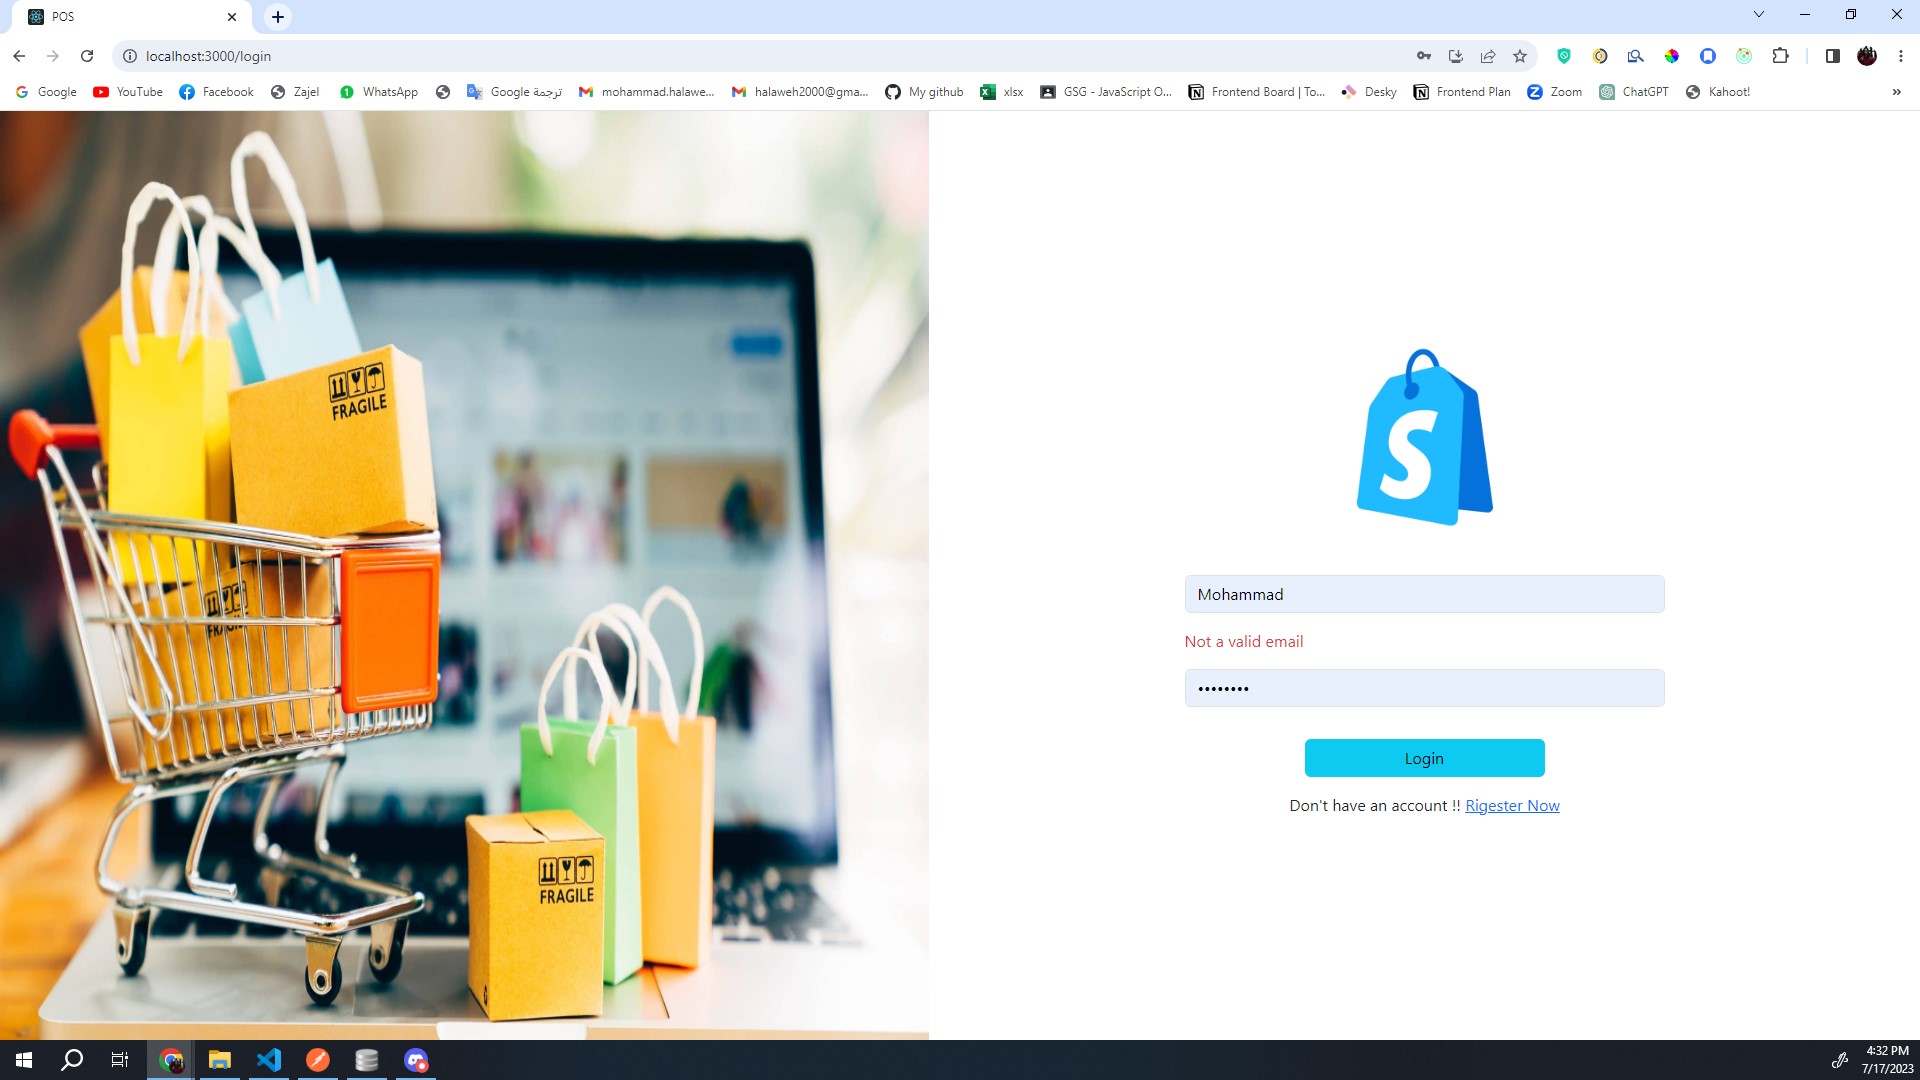 POS
localhost:3000/login
Google
YouTube
Facebook
Zajel
WhatsApp
ترجمة Google
mohammad.halawe...
halaweh2000@gma...
My github
xlsx
GSG - JavaScript O...
Frontend Board | To...
Desky
Frontend Plan
Zoom
ChatGPT
Kahoot!
FRAGILE
FRAGILE
S
Mohammad
Not a valid email
Login
Don't have an account !! Rigester Now
4:32 PM
7/17/2023